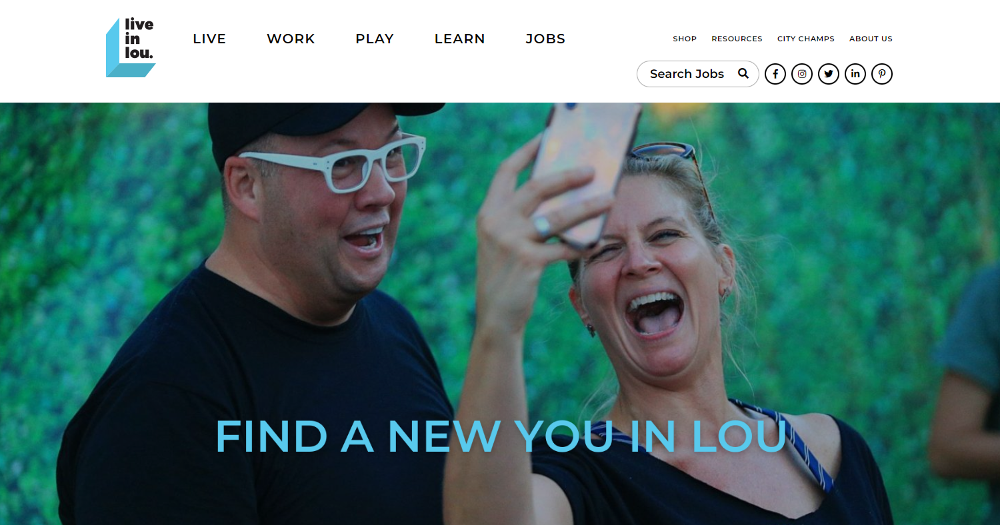 live
in
lou.
LIVE WORK PLAY LEARN JOBS
SHOP RESOURCES CITY CHAMPS ABOUT US
Search Jobs
FIND A NEW YOU IN LOU